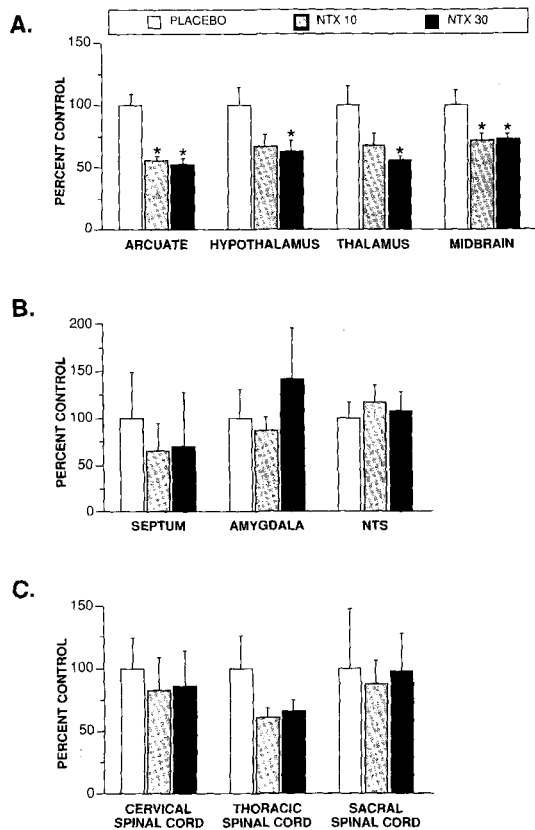 A.
PLACEBO NTX 10 NTX 30
PERCENT CONTROL
150
100
50
0
* * * * * *
ARCUATE HYPOTHALAMUS THALAMUS MIDBRAIN
B.
PERCENT CONTROL
200
150
100
50
0
SEPTUM AMYGDALA NTS
C.
PERCENT CONTROL
150
100
50
0
CERVICAL THORACIC SACRAL
SPINAL CORD SPINAL CORD SPINAL CORD